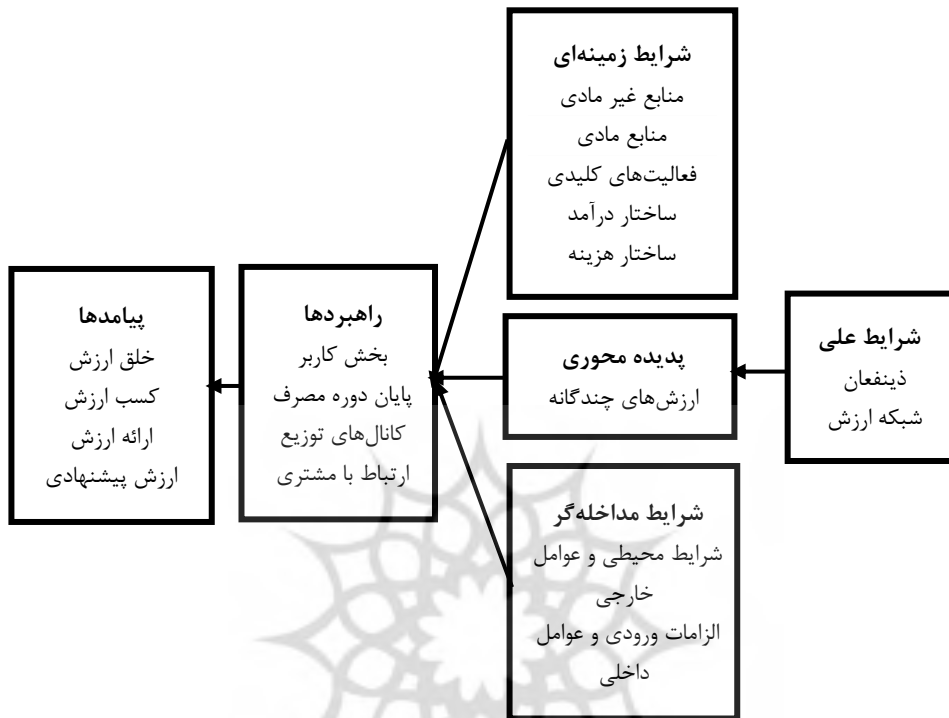 شرایط زمینه‌ای
منابع غیر مادی
منابع مادی
فعالیت‌های کلیدی
ساختار درآمد
ساختار هزینه
شرایط علی
ذینفعان
شبکه ارزش
پدیده محوری
ارزش‌های چندگانه
راهبردها
بخش کاربر
پایان دوره مصرف
کانال‌های توزیع
ارتباط با مشتری
پیامدها
خلق ارزش
کسب ارزش
ارائه ارزش
ارزش پیشنهادی
شرایط مداخله‌گر
شرایط محیطی و عوامل
خارجی
الزامات ورودی و عوامل
داخلی